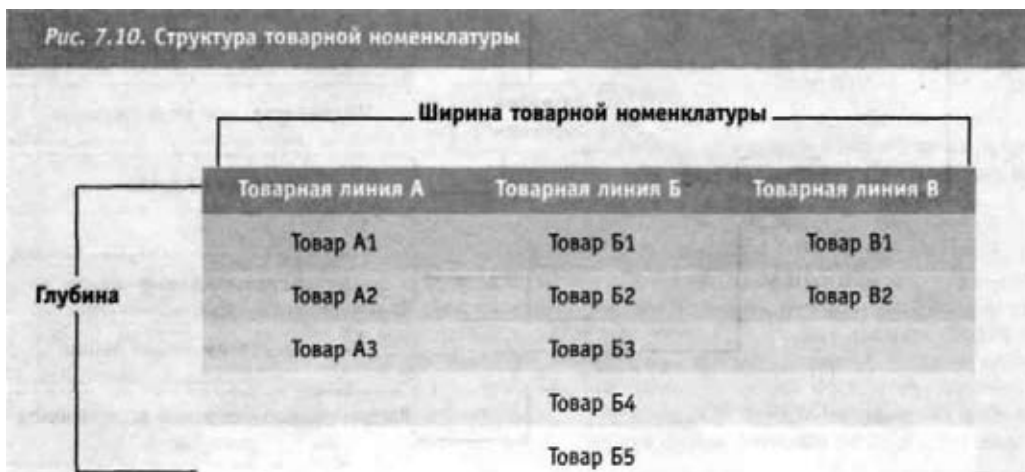 Рис. 7.10. Структура товарной номенклатуры
Ширина товарной номенклатуры
Товарная линия А Товарная линия Б Товарная линия В
Товар А1 Товар Б1 Товар В1
Глубина Товар А2 Товар Б2 Товар В2
Товар А3 Товар Б3
Товар Б4
Товар Б5